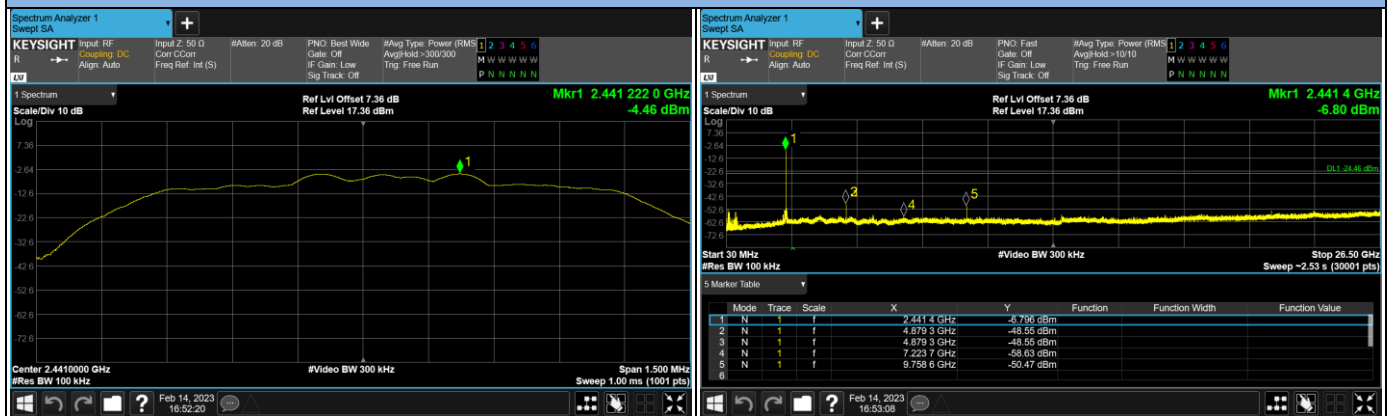 Spectrum Analyzer 1
Swept SA
+
KEYSIGHT
R
LXI
Input: RF
Coupling: DC
Align: Auto
Input Z: 50 Ω
Corr CCorr
Freq Ref: Int (S)
#Atten: 20 dB
PNO: Best Wide
Gate: Off
IF Gain: Low
Sig Track: Off
#Avg Type: Power (RMS
Avg|Hold:>300/300
Trig: Free Run
1 2 3 4 5 6
M W W W W W
P N N N N N
1 Spectrum
Scale/Div 10 dB
Log
Ref Lvl Offset 7.36 dB
Ref Level 17.36 dBm
Mkr1 2.441 222 0 GHz
-4.46 dBm
1
7.36
-2.64
-12.6
-22.6
-32.6
-42.6
-52.6
-62.6
-72.6
Center 2.4410000 GHz
#Res BW 100 kHz
#Video BW 300 kHz
Span 1.500 MHz
Sweep 1.00 ms (1001 pts)
?
Feb 14, 2023
16:52:20
Spectrum Analyzer 1
Swept SA
+
KEYSIGHT
R
LXI
Input: RF
Coupling: DC
Align: Auto
Input Z: 50 Ω
Corr CCorr
Freq Ref: Int (S)
#Atten: 20 dB
PNO: Fast
Gate: Off
IF Gain: Low
Sig Track: Off
#Avg Type: Power (RMS
Avg|Hold:>10/10
Trig: Free Run
1 2 3 4 5 6
M W W W W W
P N N N N N
1 Spectrum
Scale/Div 10 dB
Log
Ref Lvl Offset 7.36 dB
Ref Level 17.36 dBm
Mkr1 2.441 4 GHz
-6.80 dBm
7.36
-2.64
-12.6
-22.6
-32.6
-42.6
-52.6
-62.6
-72.6
1
4
5
DL1 -24.46 dBm
Start 30 MHz
#Res BW 100 kHz
#Video BW 300 kHz
Stop 26.50 GHz
Sweep ~2.53 s (30001 pts)
5 Marker Table
Mode Trace Scale X Y Function Function Width Function Value
1 N 1 f 2.441 4 GHz -6.796 dBm
2 N 1 f 4.879 3 GHz -48.55 dBm
3 N 1 f 4.879 3 GHz -48.55 dBm
4 N 1 f 7.223 7 GHz -58.63 dBm
5 N 1 f 9.758 6 GHz -50.47 dBm
6
?
Feb 14, 2023
16:53:08